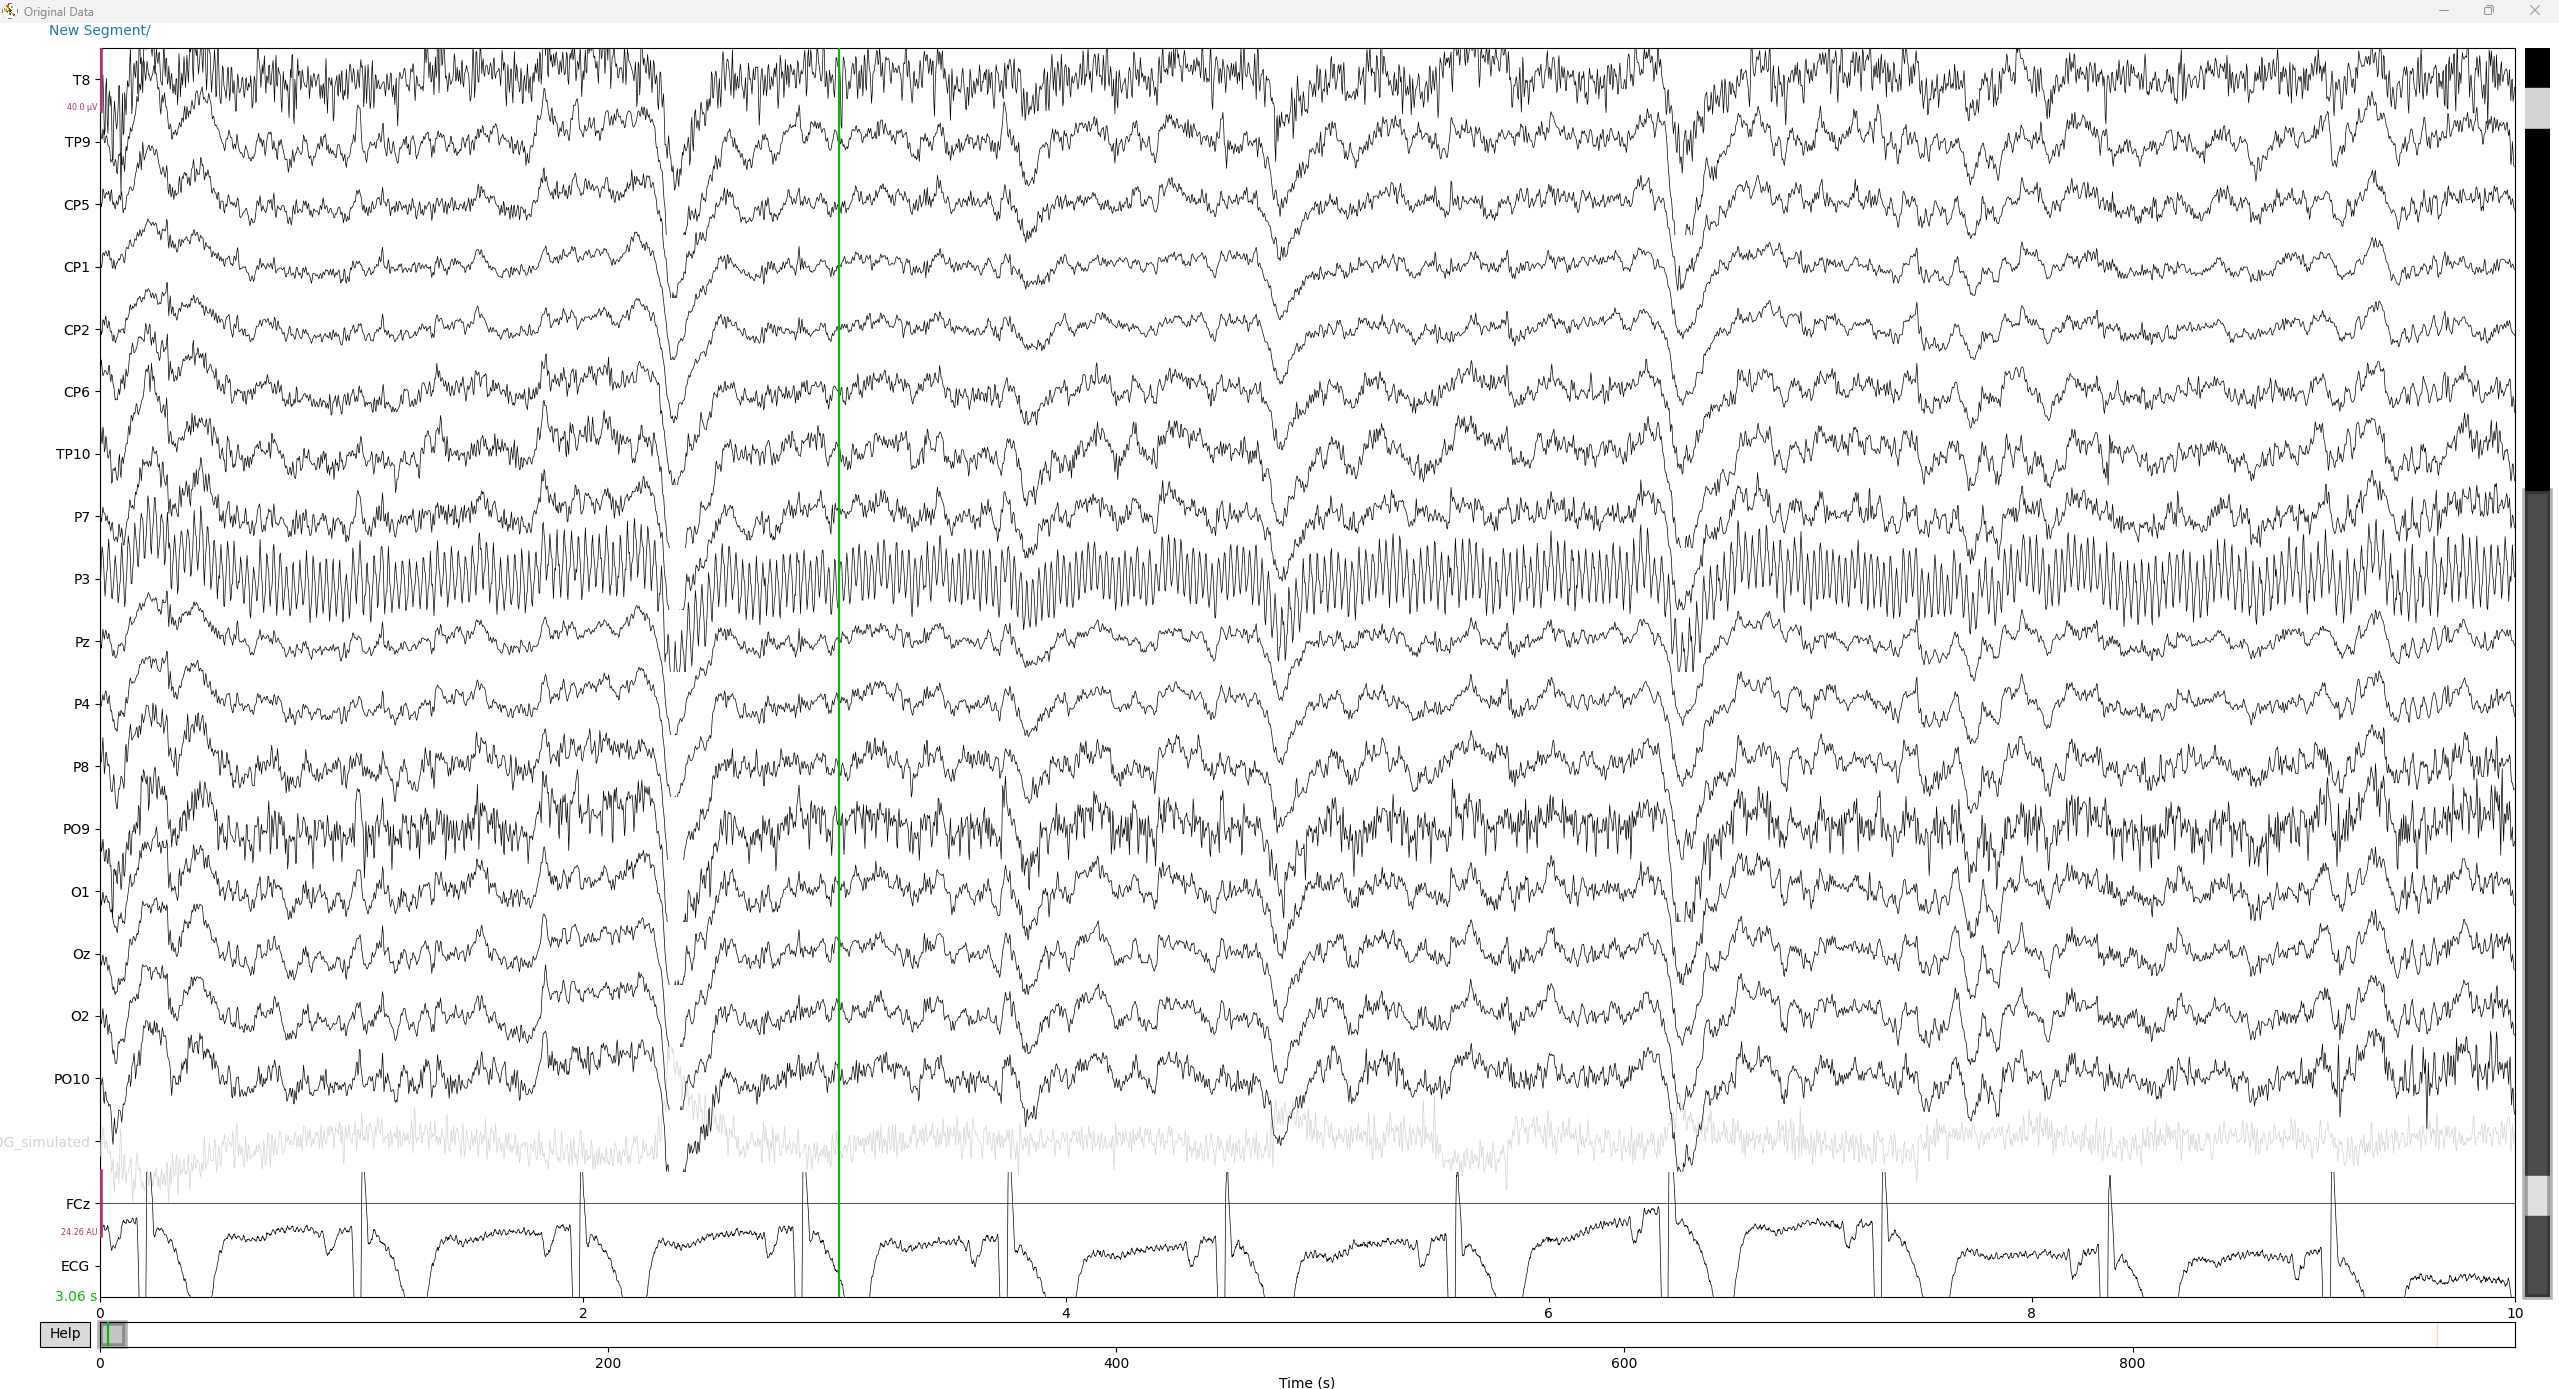 Original Data
New Segment/
T8
40.0 µV
TP9
CP5
CP1
CP2
CP6
TP10
P7
P3
Pz
P4
P8
PO9
O1
Oz
O2
PO10
OG_simulated
FCz
24.26 AU
ECG
3.06 s
0 2 4 6 8 10
Help
0 200 400 600 800
Time (s)